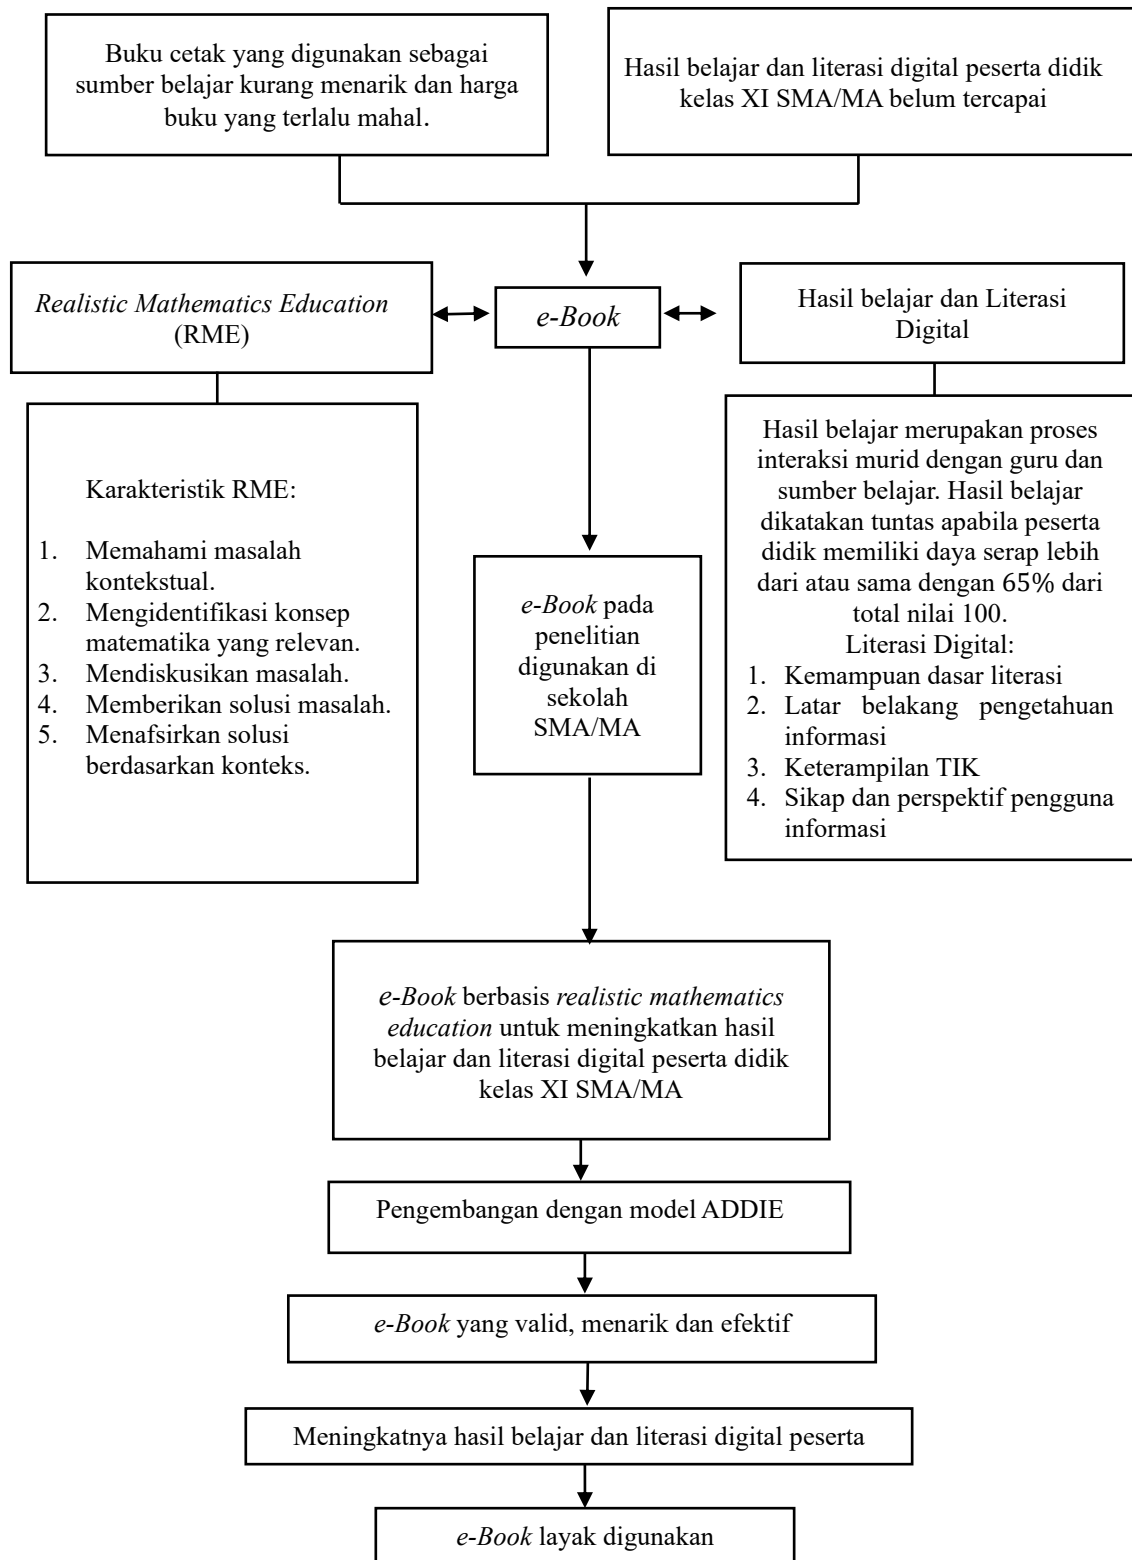 Buku cetak yang digunakan sebagai
sumber belajar kurang menarik dan harga
buku yang terlalu mahal.
Hasil belajar dan literasi digital peserta didik
kelas XI SMA/MA belum tercapai
Realistic Mathematics Education
(RME)
e-Book
Hasil belajar dan Literasi
Digital
Karakteristik RME:
1. Memahami masalah
kontekstual.
2. Mengidentifikasi konsep
matematika yang relevan.
3. Mendiskusikan masalah.
4. Memberikan solusi masalah.
5. Menafsirkan solusi
berdasarkan konteks.
e-Book pada
penelitian
digunakan di
sekolah
SMA/MA
Hasil belajar merupakan proses
interaksi murid dengan guru dan
sumber belajar. Hasil belajar
dikatakan tuntas apabila peserta
didik memiliki daya serap lebih
dari atau sama dengan 65% dari
total nilai 100.
Literasi Digital:
1. Kemampuan dasar literasi
2. Latar belakang pengetahuan
informasi
3. Keterampilan TIK
4. Sikap dan perspektif pengguna
informasi
e-Book berbasis realistic mathematics
education untuk meningkatkan hasil
belajar dan literasi digital peserta didik
kelas XI SMA/MA
Pengembangan dengan model ADDIE
e-Book yang valid, menarik dan efektif
Meningkatnya hasil belajar dan literasi digital peserta
e-Book layak digunakan